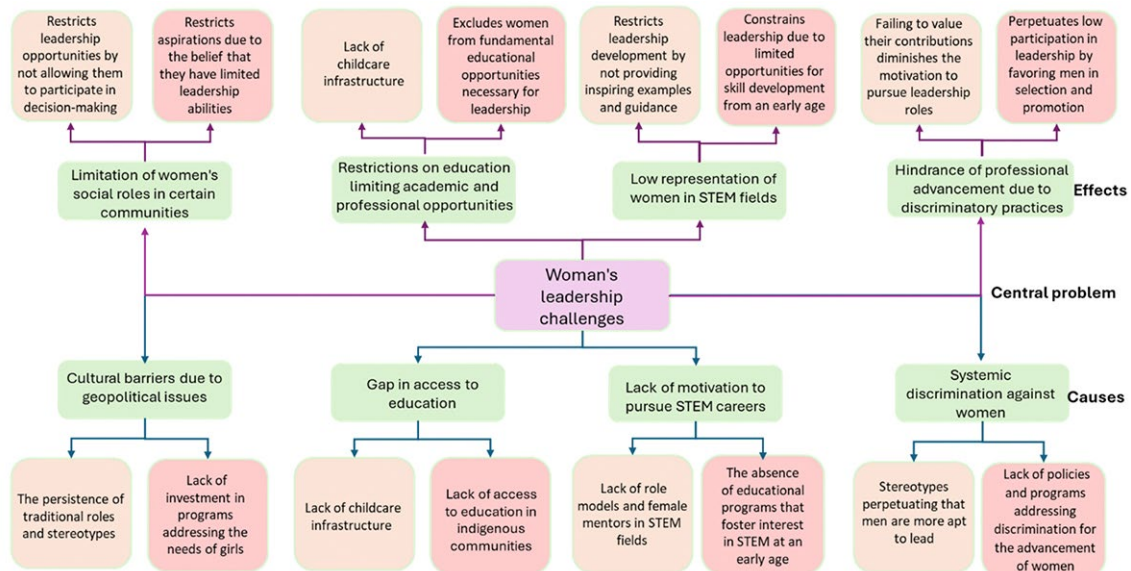 Restricts
leadership
opportunities by
not allowing them
to participate in
decision-making
Restricts
aspirations due to
the belief that
they have limited
leadership
abilities
Lack of
childcare
infrastructure
Excludes women
from fundamental
educational
opportunities
necessary for
leadership
Restricts
leadership
development by
not providing
inspiring examples
and guidance
Constrains
leadership due to
limited
opportunities for
skill development
from an early age
Failing to value
their contributions
diminishes the
motivation to
pursue leadership
roles
Perpetuates low
participation in
leadership by
favoring men in
selection and
promotion
Limitation of women's
social roles in certain
communities
Restrictions on education
limiting academic and
professional opportunities
Low representation of
women in STEM fields
Hindrance of professional
advancement due to
discriminatory practices
Effects
Woman's
leadership
challenges
Central problem
Cultural barriers due to
geopolitical issues
Gap in access to
education
Lack of motivation to
pursue STEM careers
Systemic
discrimination against
women
Causes
The persistence of
traditional roles
and stereotypes
Lack of
investment in
programs
addressing the
needs of girls
Lack of childcare
infrastructure
Lack of access
to education in
indigenous
communities
Lack of role
models and female
mentors in STEM
fields
The absence
of educational
programs that
foster interest
in STEM at an
early age
Stereotypes
perpetuating that
men are more apt
to lead
Lack of policies
and programs
addressing
discrimination for
the advancement
of women